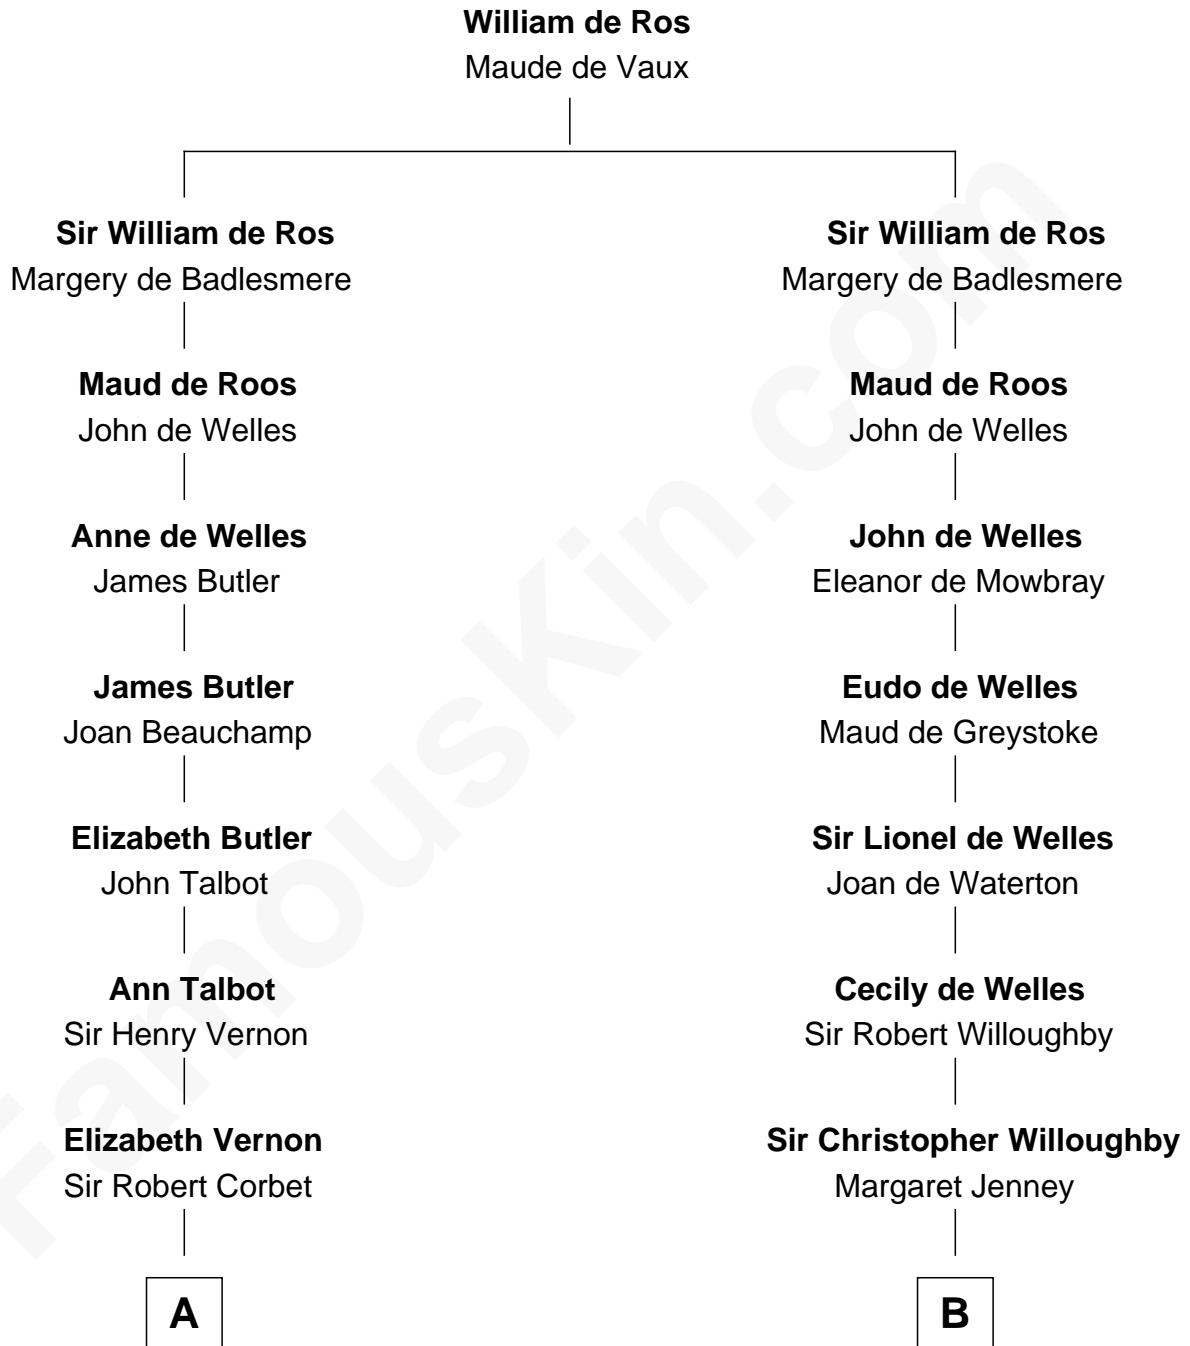 William de Ros
Maude de Vaux
Sir William de Ros
Margery de Badlesmere
Sir William de Ros
Margery de Badlesmere
Maud de Roos
John de Welles
Maud de Roos
John de Welles
Anne de Welles
James Butler
John de Welles
Eleanor de Mowbray
James Butler
Joan Beauchamp
Eudo de Welles
Maud de Greystoke
Elizabeth Butler
John Talbot
Sir Lionel de Welles
Joan de Waterton
Ann Talbot
Sir Henry Vernon
Cecily de Welles
Sir Robert Willoughby
Elizabeth Vernon
Sir Robert Corbet
Sir Christopher Willoughby
Margaret Jenney
A
B
FamousKin.com